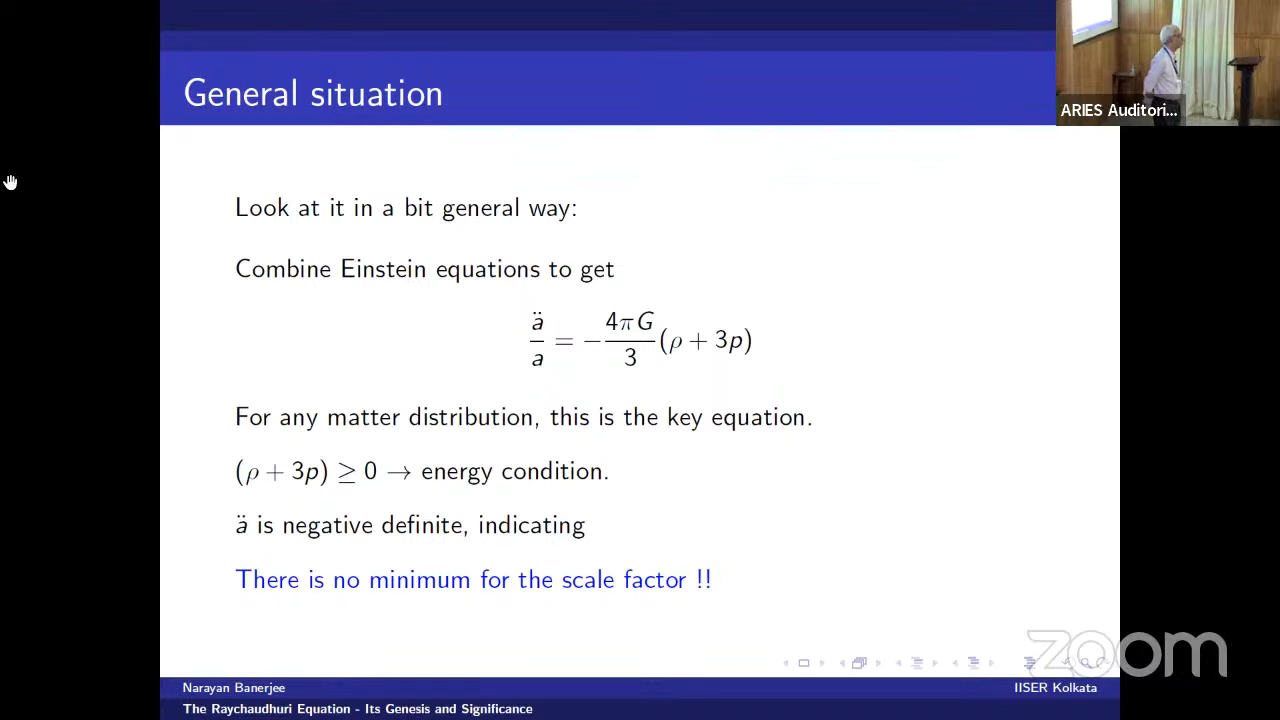 General situation
ARIES Auditori...
Look at it in a bit general way:
Combine Einstein equations to get
ä/a = −4πG/3 (ρ + 3p)
For any matter distribution, this is the key equation.
(ρ + 3p) ≥ 0 → energy condition.
ä is negative definite, indicating
There is no minimum for the scale factor !!
zoom
Narayan Banerjee
IISER Kolkata
The Raychaudhuri Equation - Its Genesis and Significance